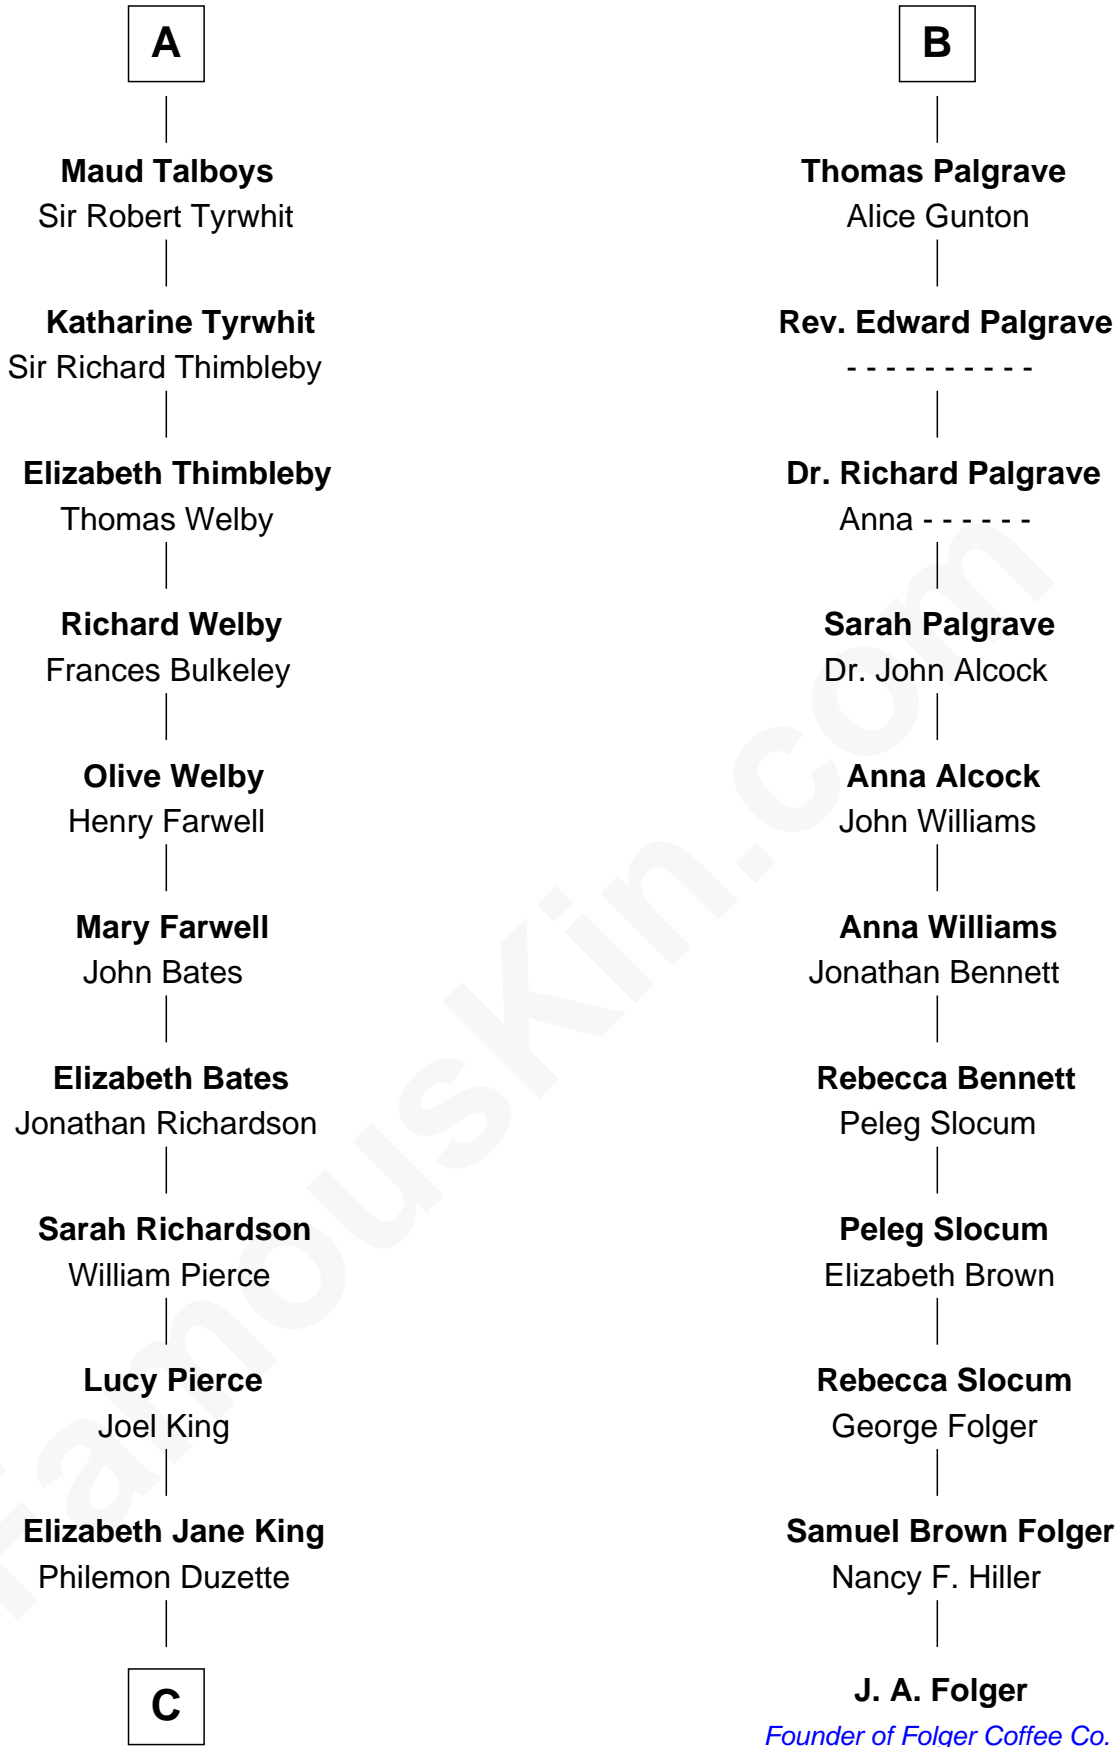 A
Maud Talboys
Sir Robert Tyrwhit
Katharine Tyrwhit
Sir Richard Thimbleby
Elizabeth Thimbleby
Thomas Welby
Richard Welby
Frances Bulkeley
Olive Welby
Henry Farwell
Mary Farwell
John Bates
Elizabeth Bates
Jonathan Richardson
Sarah Richardson
William Pierce
Lucy Pierce
Joel King
Elizabeth Jane King
Philemon Duzette
C
B
Thomas Palgrave
Alice Gunton
Rev. Edward Palgrave
- - - - - - - - - -
Dr. Richard Palgrave
Anna - - - - - -
Sarah Palgrave
Dr. John Alcock
Anna Alcock
John Williams
Anna Williams
Jonathan Bennett
Rebecca Bennett
Peleg Slocum
Peleg Slocum
Elizabeth Brown
Rebecca Slocum
George Folger
Samuel Brown Folger
Nancy F. Hiller
J. A. Folger
Founder of Folger Coffee Co.
FamousKin.com